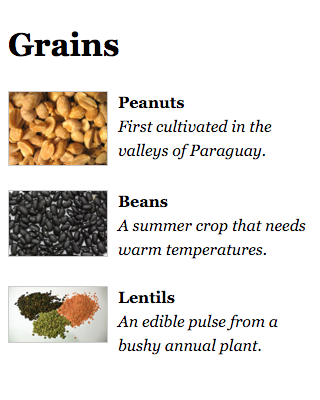 Grains
Peanuts
First cultivated in the
valleys of Paraguay.
Beans
A summer crop that needs
warm temperatures.
Lentils
An edible pulse from a
bushy annual plant.